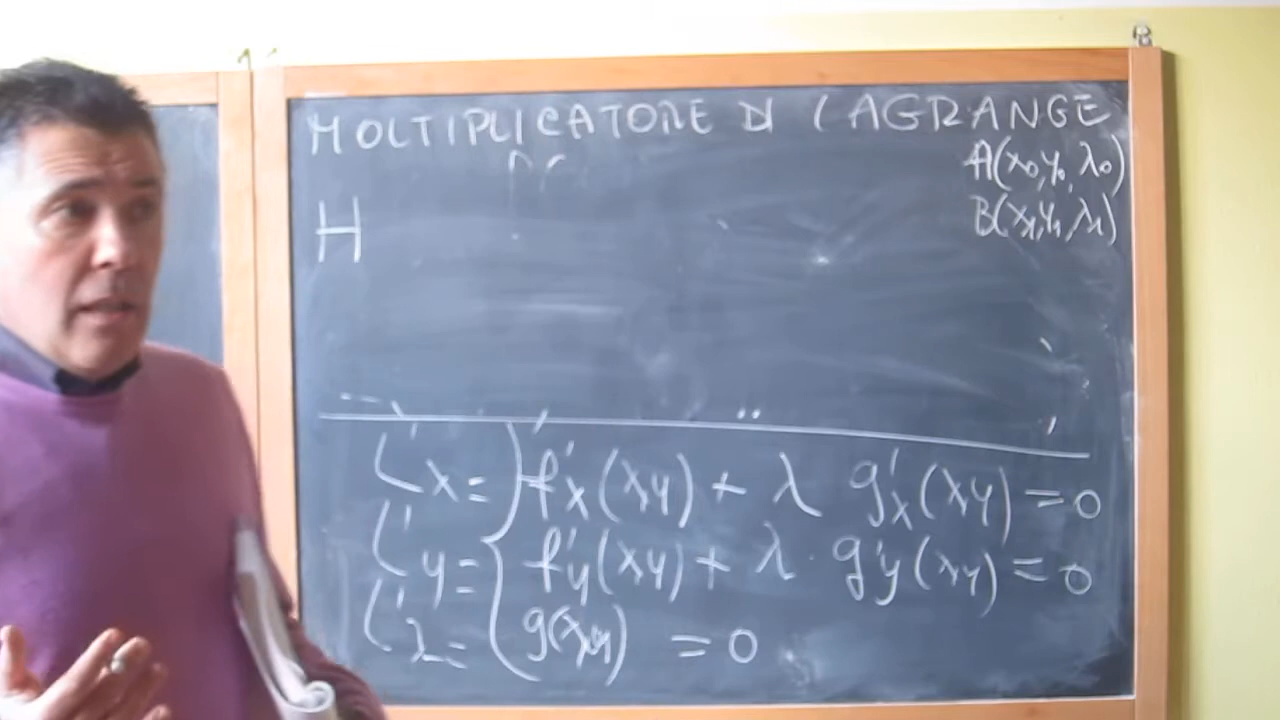 MOLTIPLICATORE DI LAGRANGE
A(x₀,y₀,λ₀)
B(x₁,y₁,λ₁)
H
L'x = f'x(xy) + λ g'x(xy) = 0
L'y = f'y(xy) + λ · g'y(xy) = 0
L'λ = g(xy) = 0